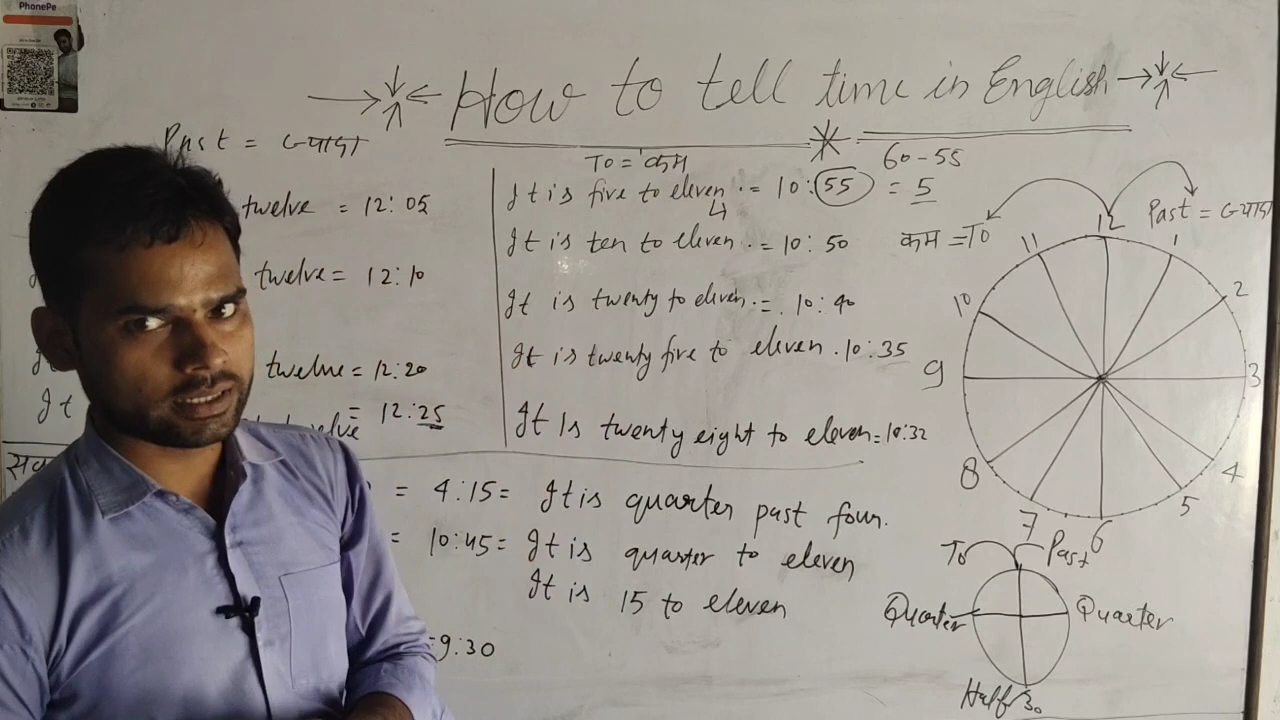 PhonePe
How to tell time in English
Past = ज्यादा
twelve = 12:05
twelve = 12:10
It
twelve = 12:20
It
twelve = 12:25
To = कम
It is five to eleven = 10:55 = 5
60-55
It is ten to eleven = 10:50
It is twenty to eleven = 10:40
It is twenty five to eleven. 10:35
It Is twenty eight to eleven = 10:32
= 4:15 = It is quarter past four.
= 10:45 = It is quarter to eleven
It is 15 to eleven
9:30
कम = To
Past = ज्यादा
12
1
2
3
4
5
6
7
8
9
10
11
To
Past
Quarter
Quarter
Half 30